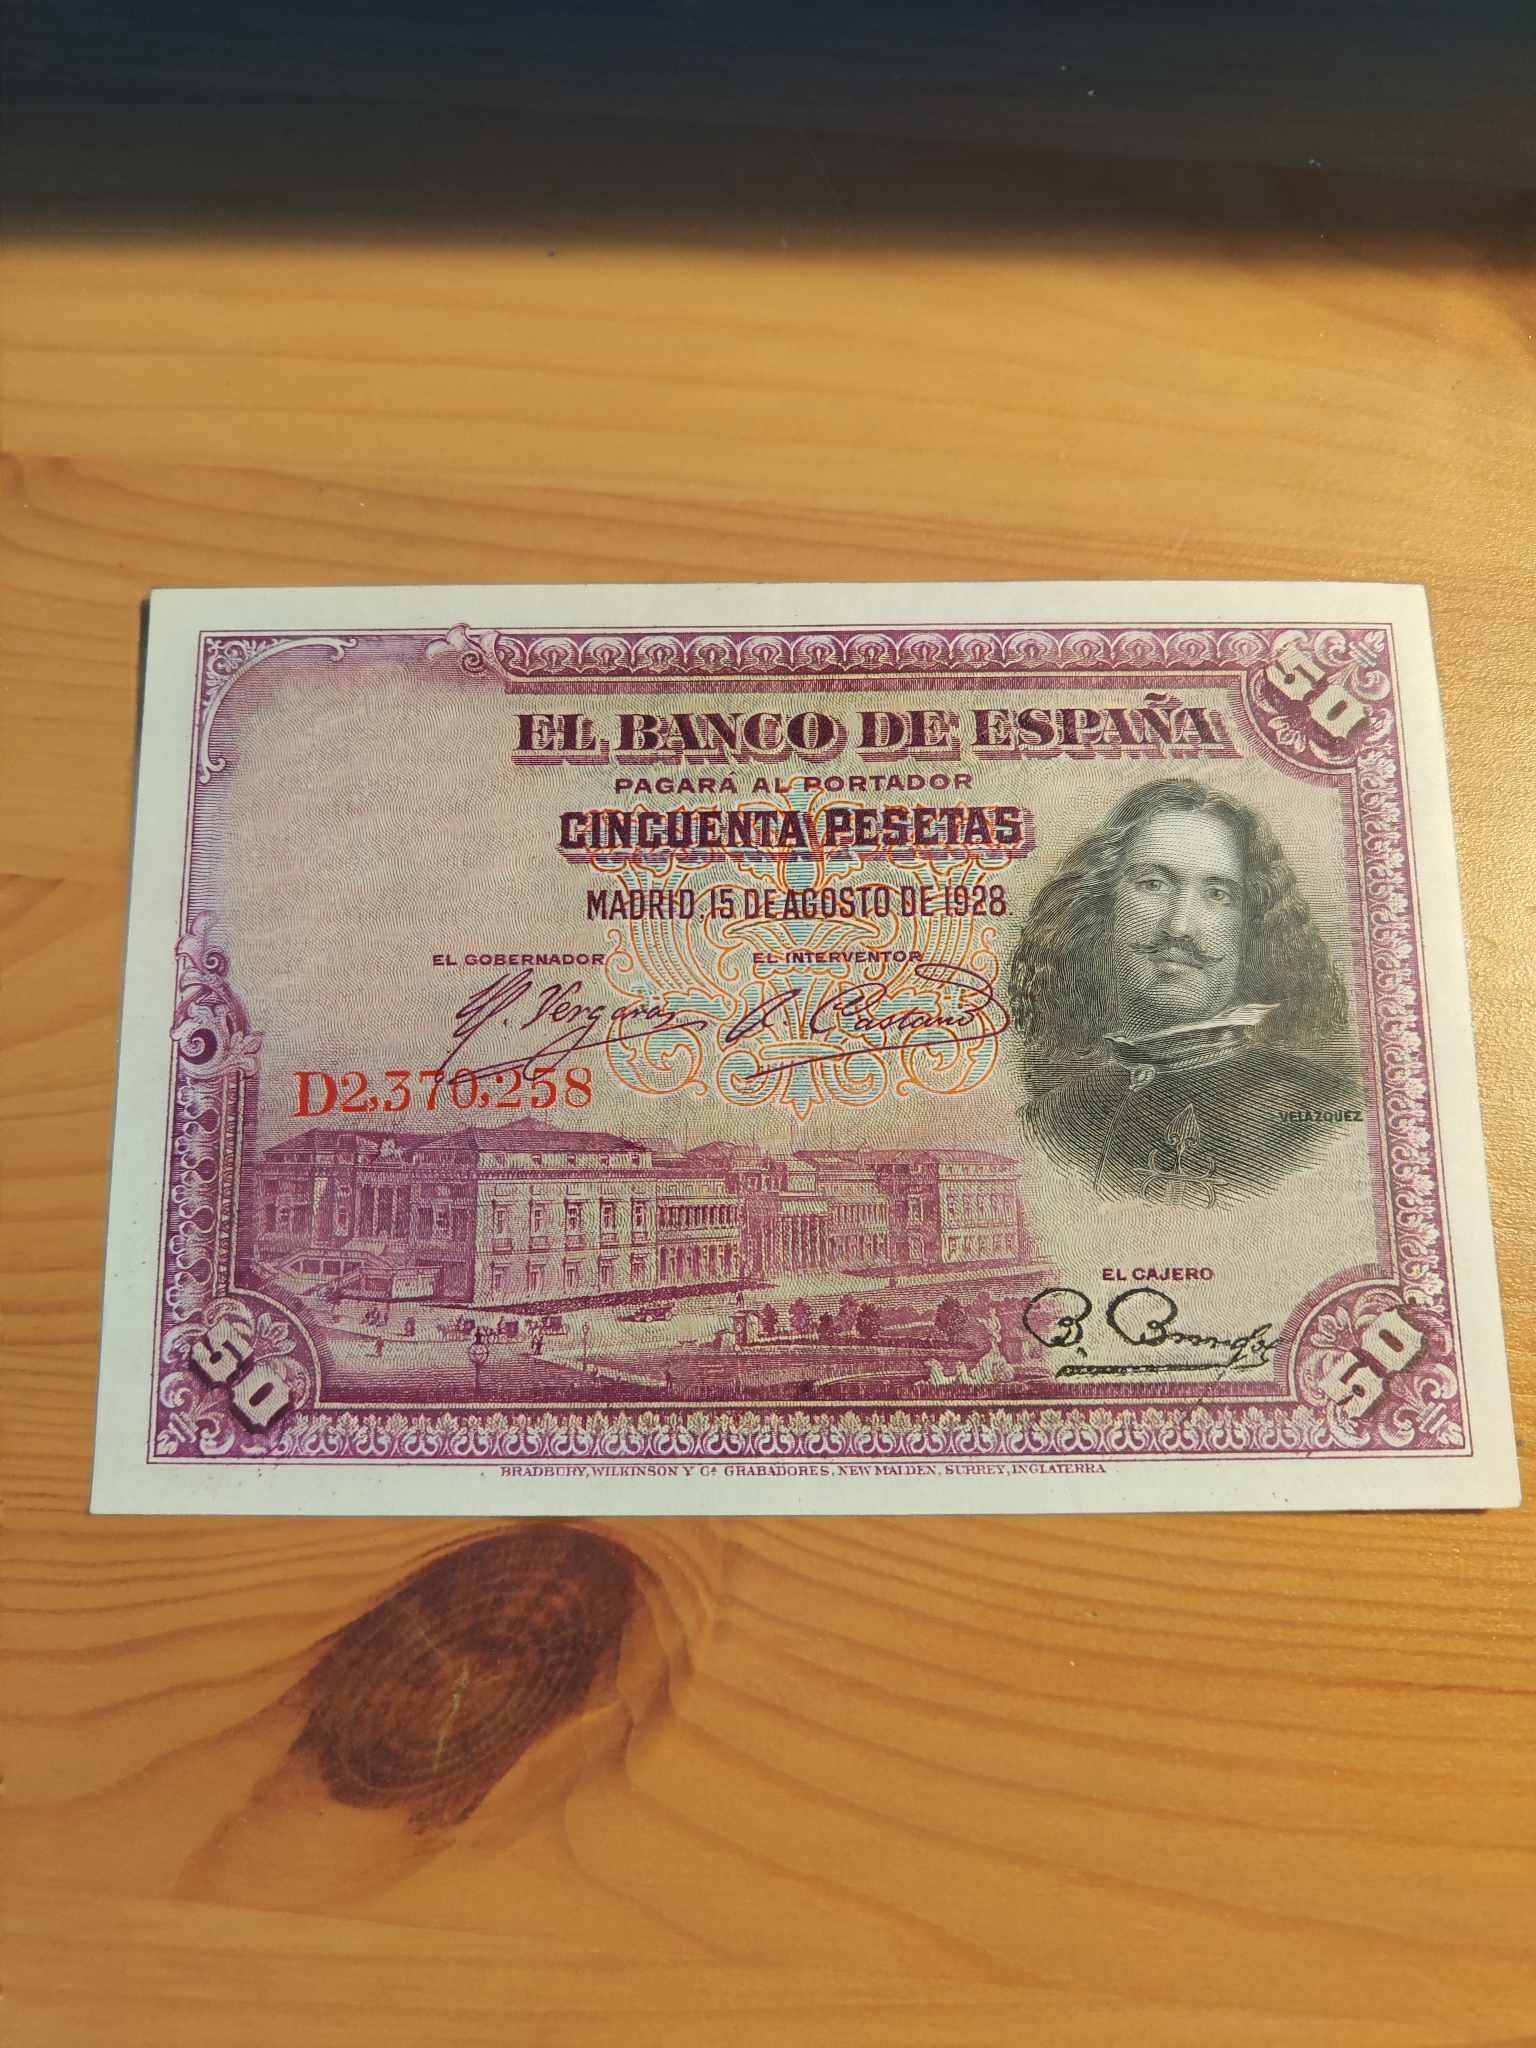 50
EL BANCO DE ESPAÑA
PAGARÁ AL PORTADOR
CINCUENTA PESETAS
MADRID, 15 DE AGOSTO DE 1928.
EL GOBERNADOR
EL INTERVENTOR
D2,370,258
VELAZQUEZ
EL CAJERO
50
50
BRADBURY, WILKINSON Y Cª GRABADORES, NEW MALDEN, SURREY, INGLATERRA